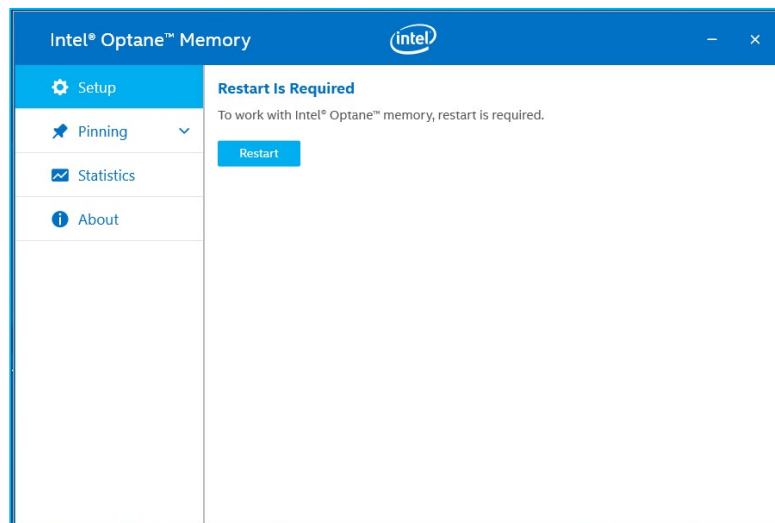 Intel® Optane™ Memory
intel
Setup
Restart Is Required
To work with Intel® Optane™ memory, restart is required.
Pinning
Restart
Statistics
About